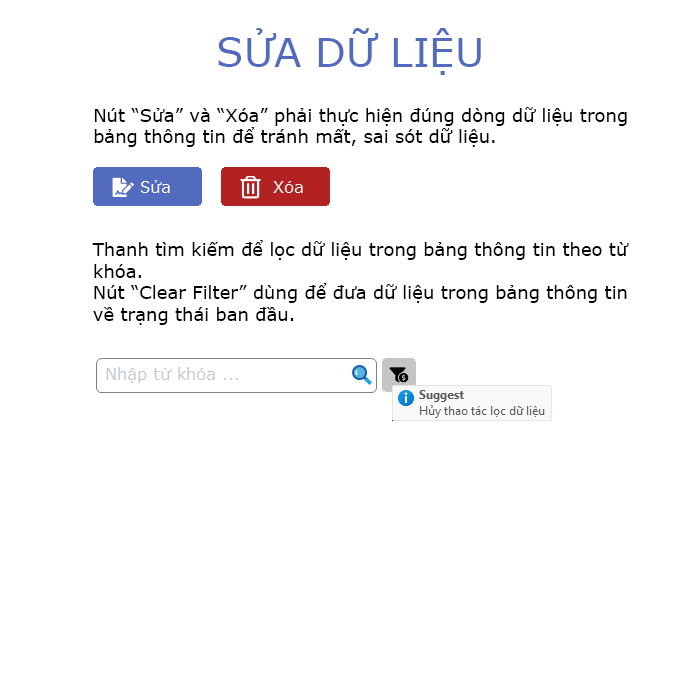 SỬA DỮ LIỆU
Nút “Sửa” và “Xóa” phải thực hiện đúng dòng dữ liệu trong
bảng thông tin để tránh mất, sai sót dữ liệu.
Sửa Xóa
Thanh tìm kiếm để lọc dữ liệu trong bảng thông tin theo từ
khóa.
Nút “Clear Filter” dùng để đưa dữ liệu trong bảng thông tin
về trạng thái ban đầu.
Nhập từ khóa ...
Suggest
Hủy thao tác lọc dữ liệu